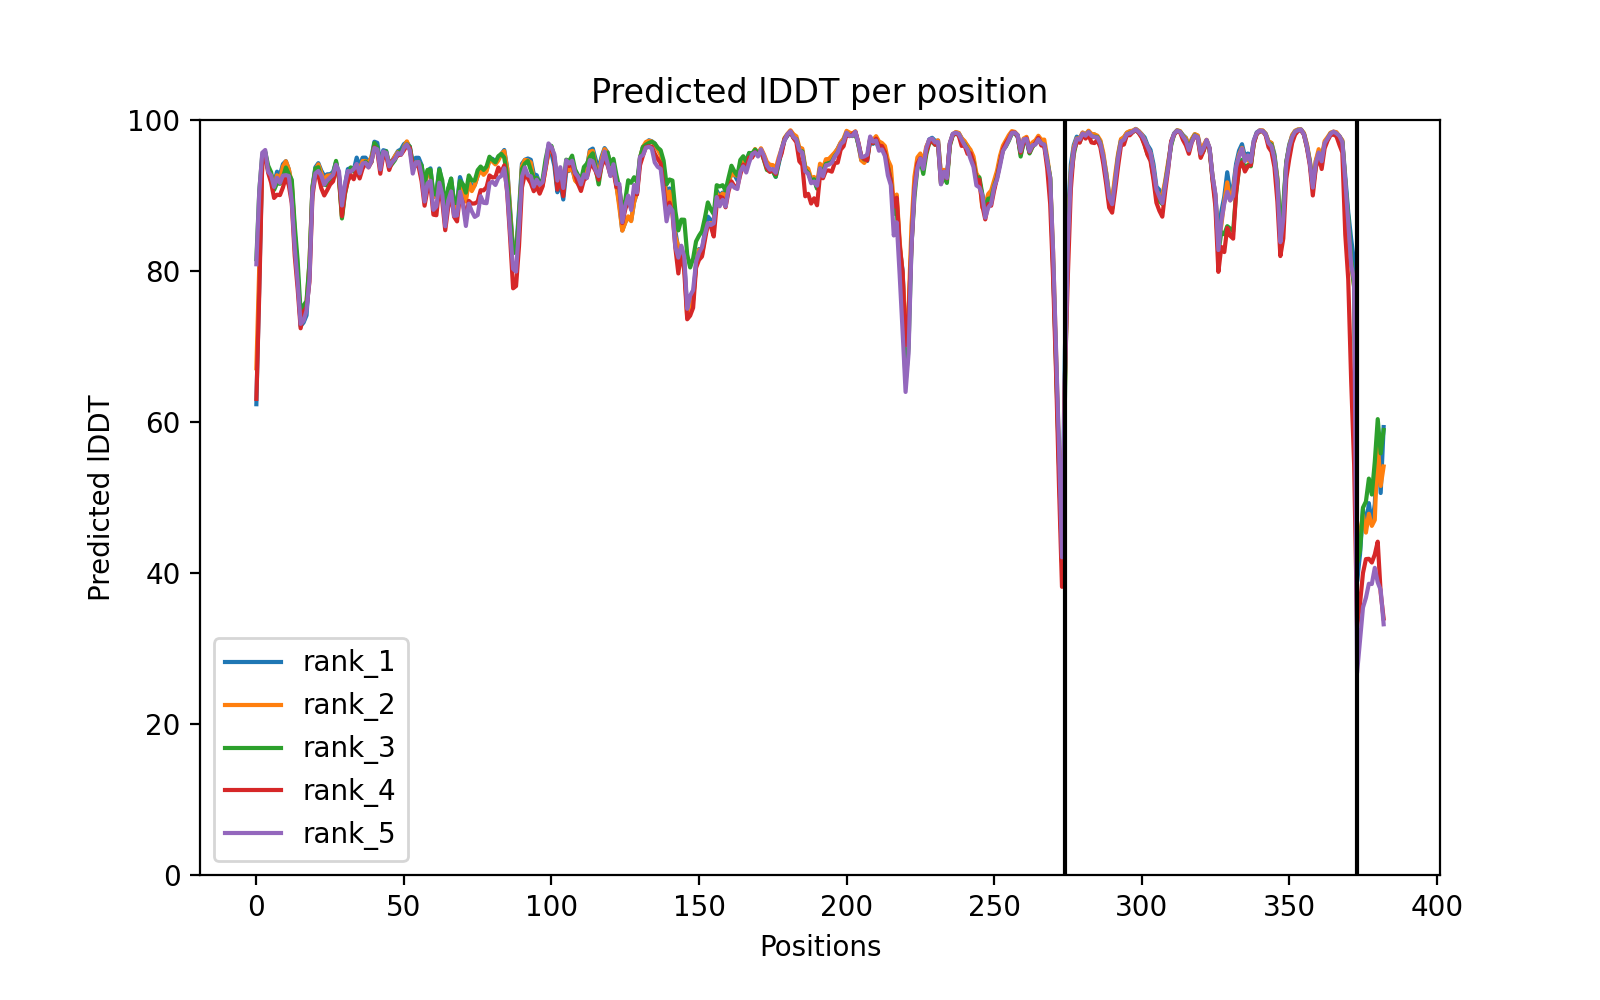 Predicted lDDT per position
100
80
60
40
20
0
Predicted lDDT
rank_1
rank_2
rank_3
rank_4
rank_5
0 50 100 150 200 250 300 350 400
Positions